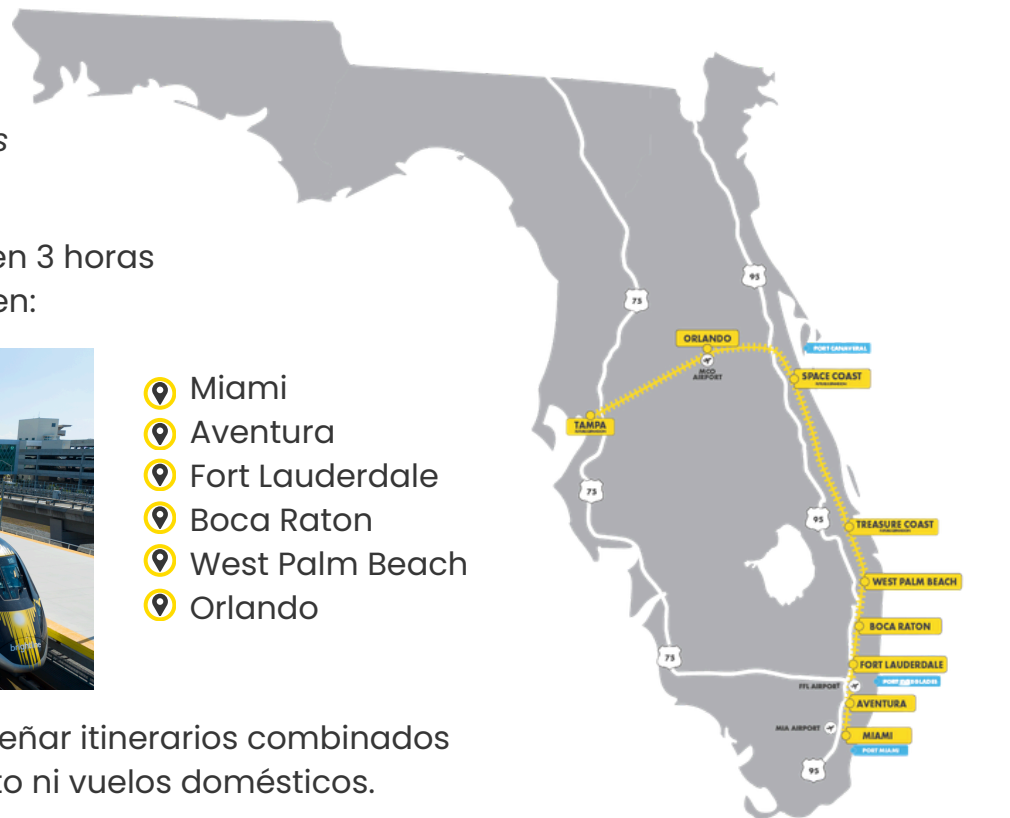 s
en 3 horas
en:
Miami
Aventura
Fort Lauderdale
Boca Raton
West Palm Beach
Orlando
eñar itinerarios combinados
to ni vuelos domésticos.
95
75
ORLANDO
PORT CANAVERAL
MCO
AIRPORT
SPACE COAST
TAMPA
75
95
TREASURE COAST
WEST PALM BEACH
BOCA RATON
75
FORT LAUDERDALE
FFL AIRPORT
AVENTURA
MIA AIRPORT
MIAMI
PORT MIAMI
95